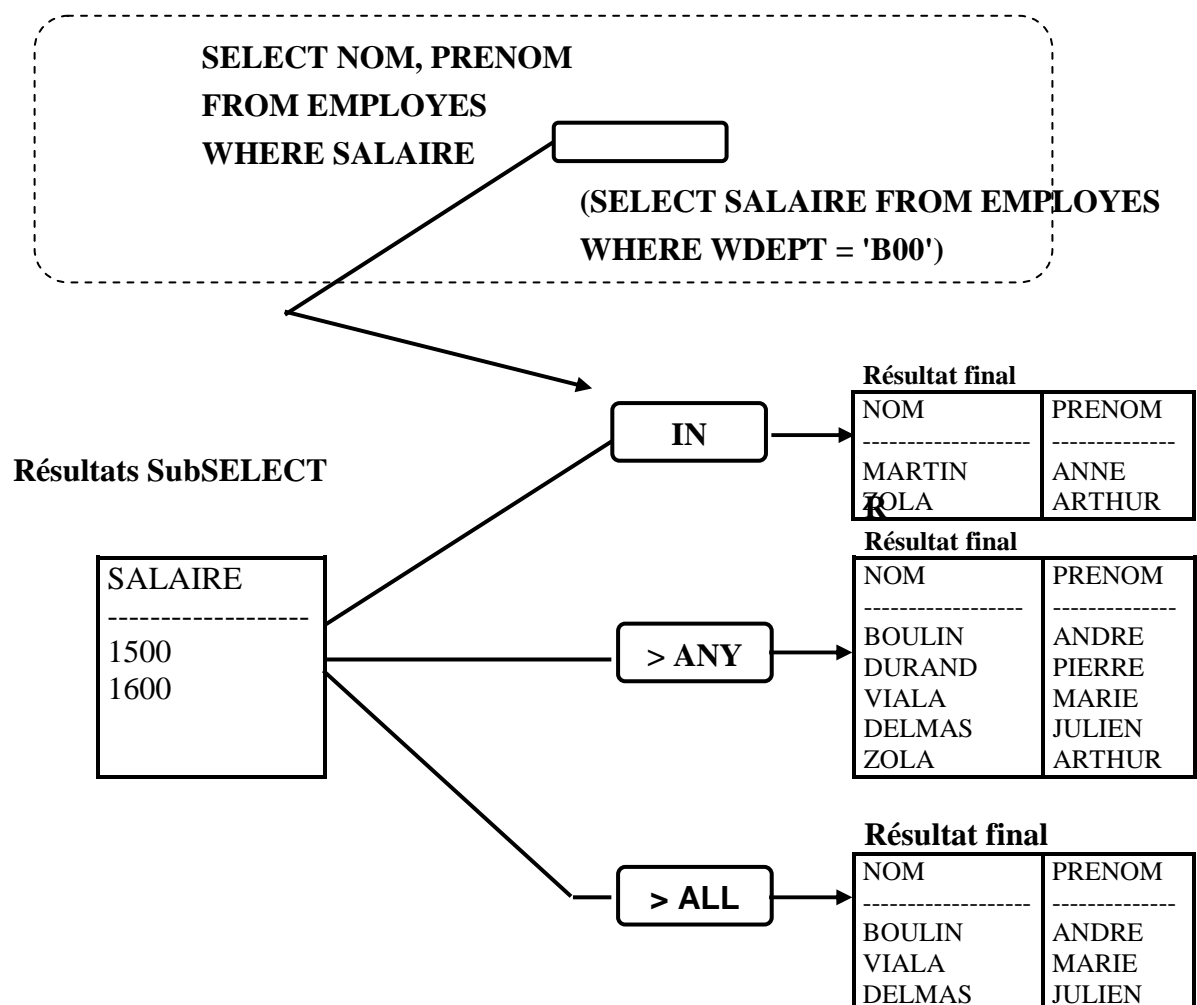 SELECT NOM, PRENOM
FROM EMPLOYES
WHERE SALAIRE
(SELECT SALAIRE FROM EMPLOYES
WHERE WDEPT = 'B00')
Résultats SubSELECT
SALAIRE
--------------------
1500
1600
IN
Résultat final
NOM PRENOM
------------------- --------------
MARTIN ANNE
ZOLA ARTHUR
R
> ANY
Résultat final
NOM PRENOM
------------------ --------------
BOULIN ANDRE
DURAND PIERRE
VIALA MARIE
DELMAS JULIEN
ZOLA ARTHUR
> ALL
Résultat final
NOM PRENOM
------------------- --------------
BOULIN ANDRE
VIALA MARIE
DELMAS JULIEN